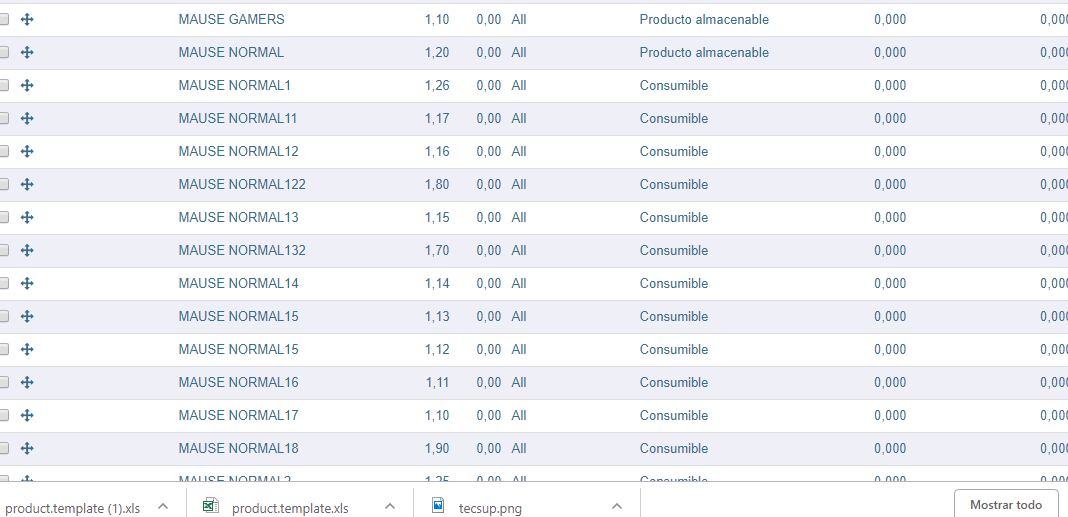 MAUSE GAMERS 1,10 0,00 All Producto almacenable 0,000 0,000
MAUSE NORMAL 1,20 0,00 All Producto almacenable 0,000 0,000
MAUSE NORMAL1 1,26 0,00 All Consumible 0,000 0,000
MAUSE NORMAL11 1,17 0,00 All Consumible 0,000 0,000
MAUSE NORMAL12 1,16 0,00 All Consumible 0,000 0,000
MAUSE NORMAL122 1,80 0,00 All Consumible 0,000 0,000
MAUSE NORMAL13 1,15 0,00 All Consumible 0,000 0,000
MAUSE NORMAL132 1,70 0,00 All Consumible 0,000 0,000
MAUSE NORMAL14 1,14 0,00 All Consumible 0,000 0,000
MAUSE NORMAL15 1,13 0,00 All Consumible 0,000 0,000
MAUSE NORMAL15 1,12 0,00 All Consumible 0,000 0,000
MAUSE NORMAL16 1,11 0,00 All Consumible 0,000 0,000
MAUSE NORMAL17 1,10 0,00 All Consumible 0,000 0,000
MAUSE NORMAL18 1,90 0,00 All Consumible 0,000 0,000
MAUSE NORMAL2 1,25 0,00 All Consumible 0,000 0,000
product.template (1).xls product.template.xls tecsup.png Mostrar todo